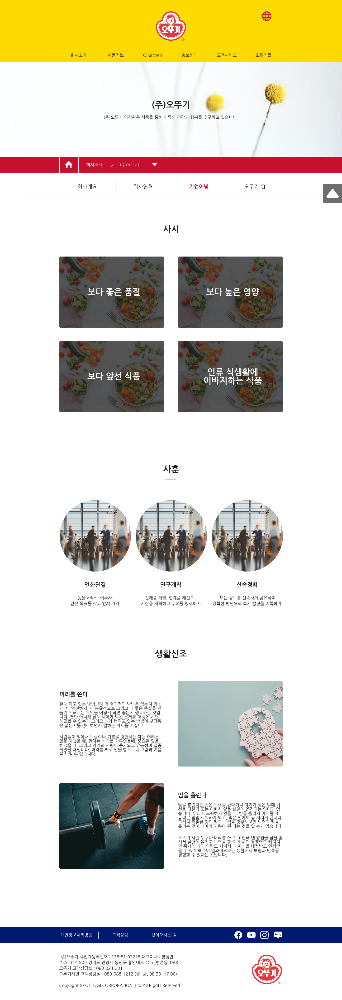 오뚜기
®
회사소개
제품정보
O'Kitchen
홍보센터
고객서비스
오뚜기몰
(주)오뚜기
(주)오뚜기 임직원은 식품을 통해 인류의 건강과 행복을 추구하고 있습니다.
회사소개 > (주)오뚜기
회사개요
회사연혁
기업이념
오뚜기 CI
사시
보다 좋은 품질
보다 높은 영양
보다 앞선 식품
인류 식생활에
이바지하는 식품
사훈
인화단결
뜻을 하나로 이루자.
같은 목표를 갖고 앞서 가자.
연구개척
신제품 개발, 현제품 개선으로
시장을 개척하고 수요를 창조하자.
신속정확
모든 정보를 신속하게 공유하며
정확한 판단으로 회사 발전을 이룩하자.
생활신조
머리를 쓴다
현재 하고 있는 방법보다 더 효과적인 방법은 없는지 더 쉽
게, 더 안전하게, 더 능률적으로 그리고 더 좋은 품질을 만
들기 위해서는 무엇을 어떻게 하면 좋은지 생각하는 것입
니다. 뿐만 아니라 현재 나에게 닥친 문제를 어떻게 하면
해결할 수 있는지 그리고 내가 택하고 있는 방법이 부작용
은 없는지를 생각하면서 일하는 자세를 가집니다.
사람들이 일에서 보람이나 기쁨을 경험하는 때는 어려운
일을 해냈을 때, 원하는 성과를 거두었을때, 중요한 일을
해냈을 때, 그리고 자기의 역량이 증가되고 유능성이 입증
되었을 때입니다. 머리를 써서 일을 함으로써 보람과 기쁨
을 느낄 수 있습니다.
땀을 흘린다
땀을 흘린다는 것은 노력을 한다거나 자기가 맡은 일에 최
선을 다한다 또는 어떠한 일을 실천에 옮긴다는 의미가 있
습니다. 우리가 노력하지 않을 때, 땀을 흘리지 아니할 때
능력은 점점 쇠퇴하게 되고, 적은 일에도 곧 지치게 됩니다.
그러나 적절한 양의 땀과 노력을 경주해보면 노력과 땀을
흘리는 것이 나에게 기쁨이 된 다는 것을 알 수가 있습니다.
오뚜기 사원 누구나 머리를 쓰고, 고안해 낸 방법을 땀을 흘
려서 실천에 옮기고 노력을 할 때 회사의 경쟁력도 커지지
만 동시에 나의 역량도 커져서 내 자신을 대접받고 인정받
을 수 있게 해주어 결과적으로는 생활에서 보람과 만족을
경험할 수 있다는 것입니다.
개인정보처리방침
고객상담
찾아오시는 길
blog
(주)오뚜기 사업자등록번호 : 138-81-03238 대표이사 : 황성만
주소 : (14060) 경기도 안양시 동안구 흥안대로 405 (평촌동 160)
오뚜기 고객상담실 : 080-024-2311
오뚜기라면 고객상담실 : 080-088-1212 (월~금, 08:30~17:00)
Copyright ⓒ OTTOGI CORPORATION.,Ltd All Rights Reserved.
오뚜기
®